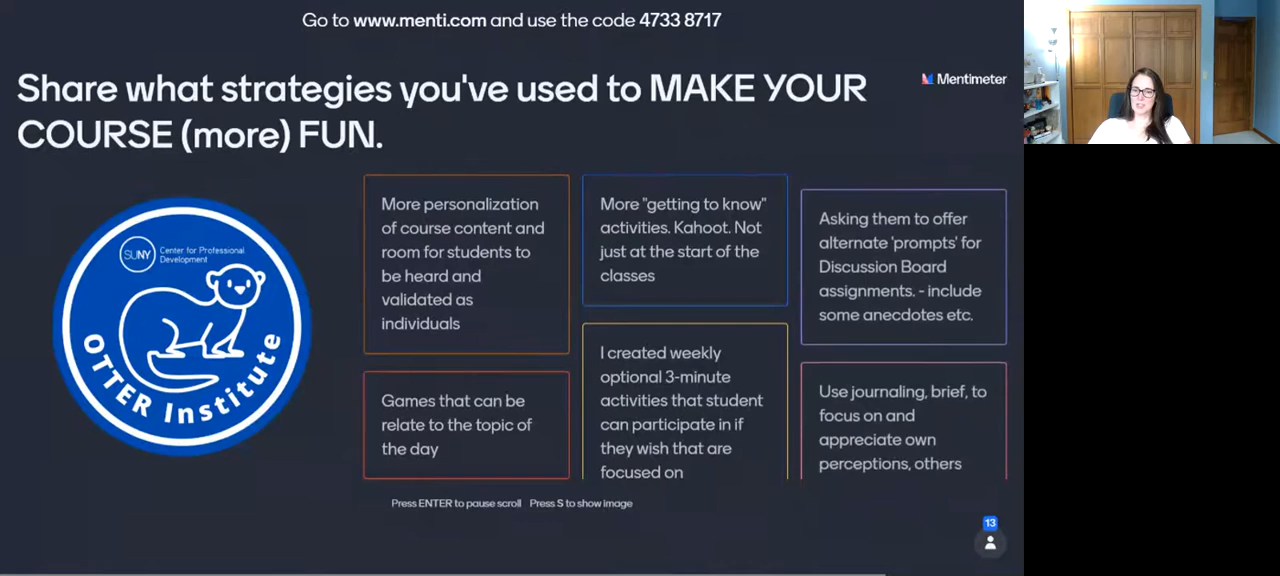 Go to www.menti.com and use the code 4733 8717
Share what strategies you've used to MAKE YOUR
COURSE (more) FUN.
Mentimeter
SUNY
Center for Professional
Development
OTTER Institute
More personalization
of course content and
room for students to
be heard and
validated as
individuals
Games that can be
relate to the topic of
the day
More "getting to know"
activities. Kahoot. Not
just at the start of the
classes
I created weekly
optional 3-minute
activities that student
can participate in if
they wish that are
focused on
Asking them to offer
alternate 'prompts' for
Discussion Board
assignments. - include
some anecdotes etc.
Use journaling, brief, to
focus on and
appreciate own
perceptions, others
Press ENTER to pause scroll Press S to show image
13